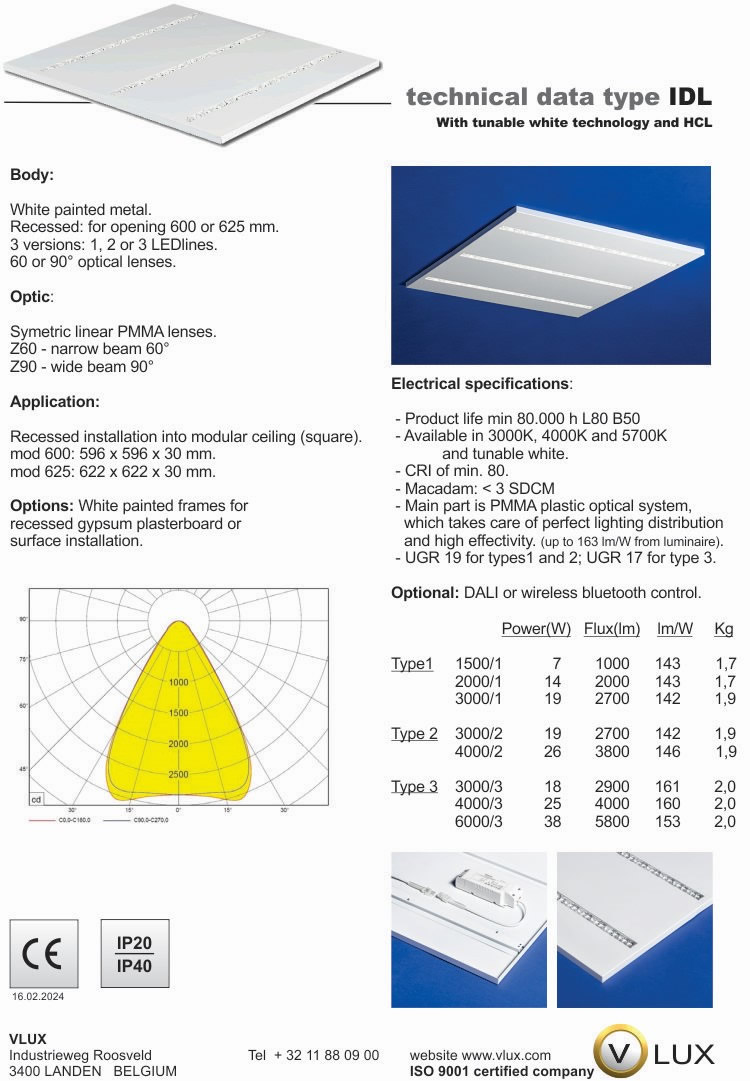 technical data type IDL
With tunable white technology and HCL
Body:
White painted metal.
Recessed: for opening 600 or 625 mm.
3 versions: 1, 2 or 3 LEDlines.
60 or 90° optical lenses.
Optic:
Symetric linear PMMA lenses.
Z60 - narrow beam 60°
Z90 - wide beam 90°
Application:
Recessed installation into modular ceiling (square).
mod 600: 596 x 596 x 30 mm.
mod 625: 622 x 622 x 30 mm.
Options: White painted frames for
recessed gypsum plasterboard or
surface installation.
90°
75°
60°
45°
1000
1500
2000
2500
cd
30° 15° 0° 15° 30°
C0,0-C180,0 C90,0-C270,0
Electrical specifications:
- Product life min 80.000 h L80 B50
- Available in 3000K, 4000K and 5700K
and tunable white.
- CRI of min. 80.
- Macadam: < 3 SDCM
- Main part is PMMA plastic optical system,
which takes care of perfect lighting distribution
and high effectivity. (up to 163 lm/W from luminaire).
- UGR 19 for types1 and 2; UGR 17 for type 3.
Optional: DALI or wireless bluetooth control.
Power(W) Flux(lm) lm/W Kg
Type1 1500/1 7 1000 143 1,7
2000/1 14 2000 143 1,7
3000/1 19 2700 142 1,9
Type 2 3000/2 19 2700 142 1,9
4000/2 26 3800 146 1,9
Type 3 3000/3 18 2900 161 2,0
4000/3 25 4000 160 2,0
6000/3 38 5800 153 2,0
CE
IP20
IP40
16.02.2024
VLUX
Industrieweg Roosveld
3400 LANDEN BELGIUM
Tel + 32 11 88 09 00
website www.vlux.com
ISO 9001 certified company
V LUX